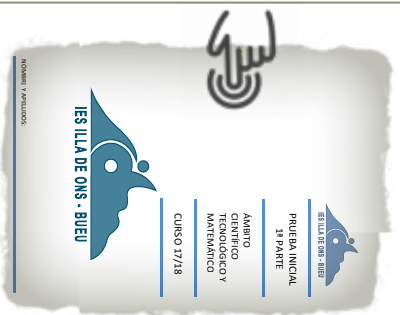 IES ILLA DE ONS - BUEU
PRUEBA INICIAL
1ª PARTE
ÁMBITO
CIENTÍFICO
TECNOLÓGICO Y
MATEMÁTICO
CURSO 17/18
IES ILLA DE ONS - BUEU
NOMBRE Y APELLIDOS: